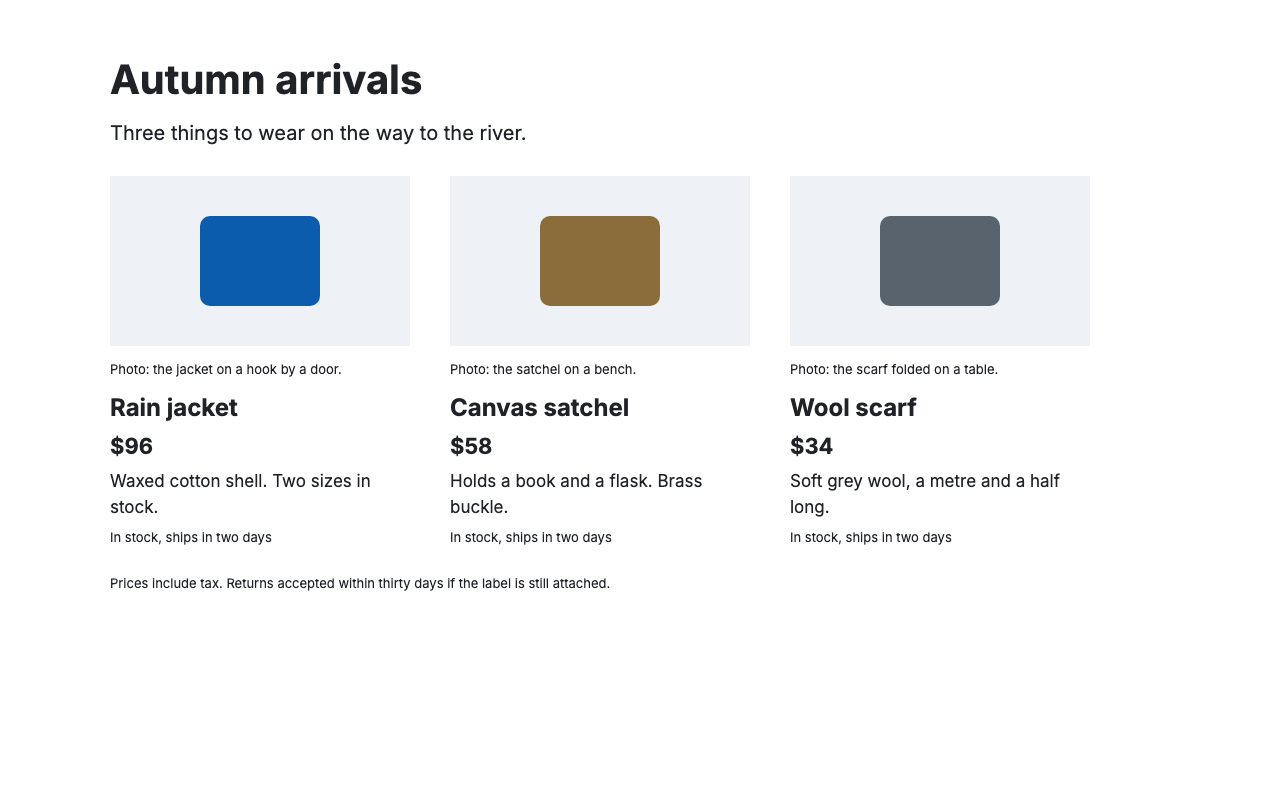 Autumn arrivals
Three things to wear on the way to the river.
Photo: the jacket on a hook by a door.
Rain jacket
$96
Waxed cotton shell. Two sizes in
stock.
In stock, ships in two days
Photo: the satchel on a bench.
Canvas satchel
$58
Holds a book and a flask. Brass
buckle.
In stock, ships in two days
Photo: the scarf folded on a table.
Wool scarf
$34
Soft grey wool, a metre and a half
long.
In stock, ships in two days
Prices include tax. Returns accepted within thirty days if the label is still attached.